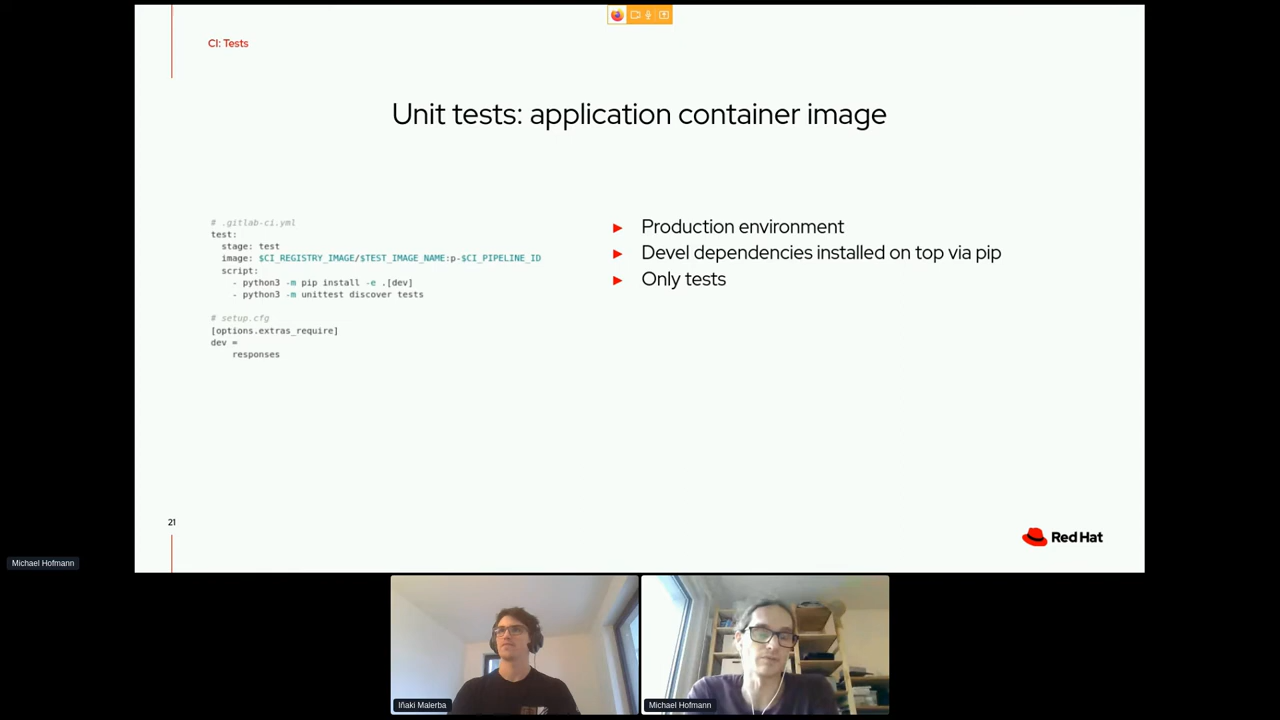 CI: Tests
Unit tests: application container image
# .gitlab-ci.yml
test:
  stage: test
  image: $CI_REGISTRY_IMAGE/$TEST_IMAGE_NAME:p-$CI_PIPELINE_ID
  script:
    - python3 -m pip install -e .[dev]
    - python3 -m unittest discover tests
# setup.cfg
[options.extras_require]
dev =
    responses
► Production environment
► Devel dependencies installed on top via pip
► Only tests
21
Red Hat
Michael Hofmann
Iñaki Malerba
Michael Hofmann